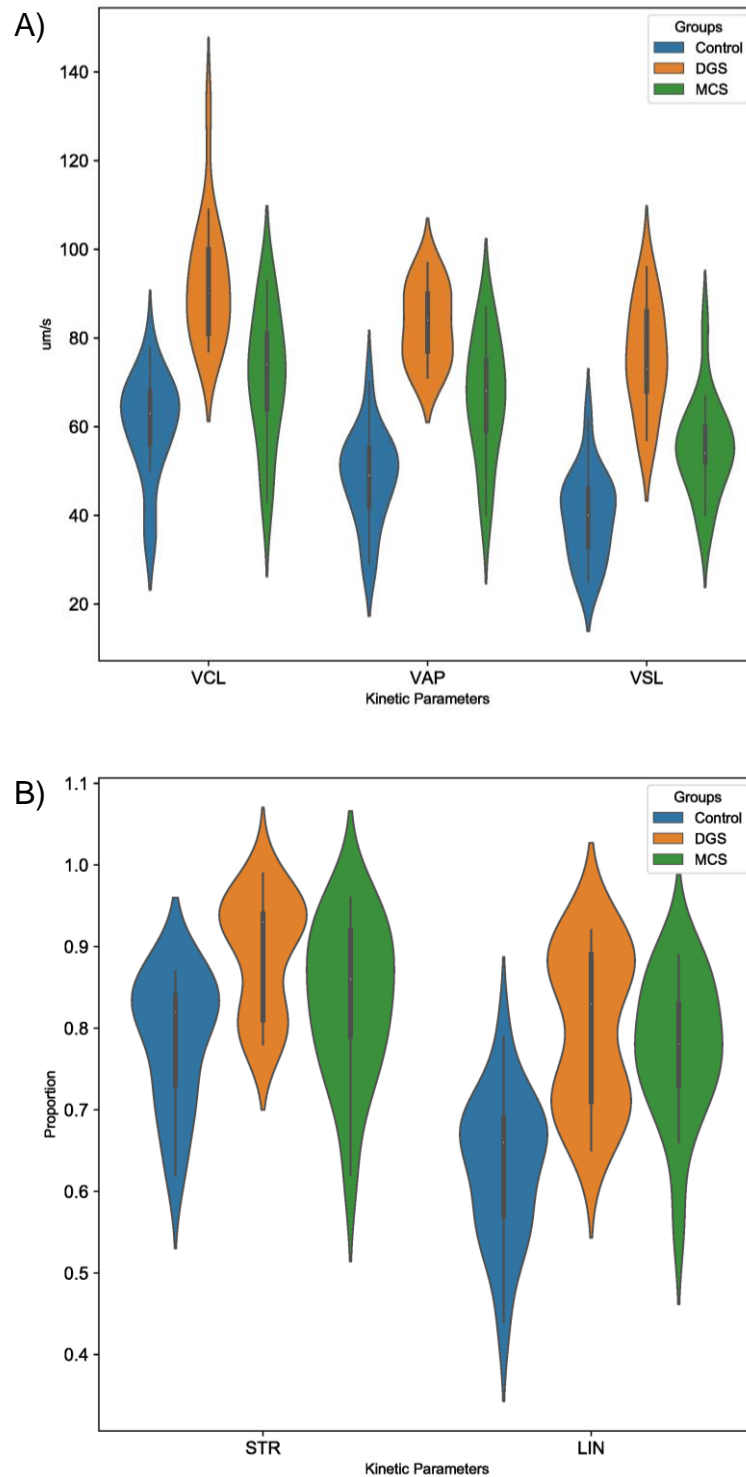 A)
Groups
Control
DGS
MCS
140
120
100
80
60
40
20
um/s
VCL VAP VSL
Kinetic Parameters
B)
Groups
Control
DGS
MCS
1.1
1.0
0.9
0.8
0.7
0.6
0.5
0.4
Proportion
STR LIN
Kinetic Parameters